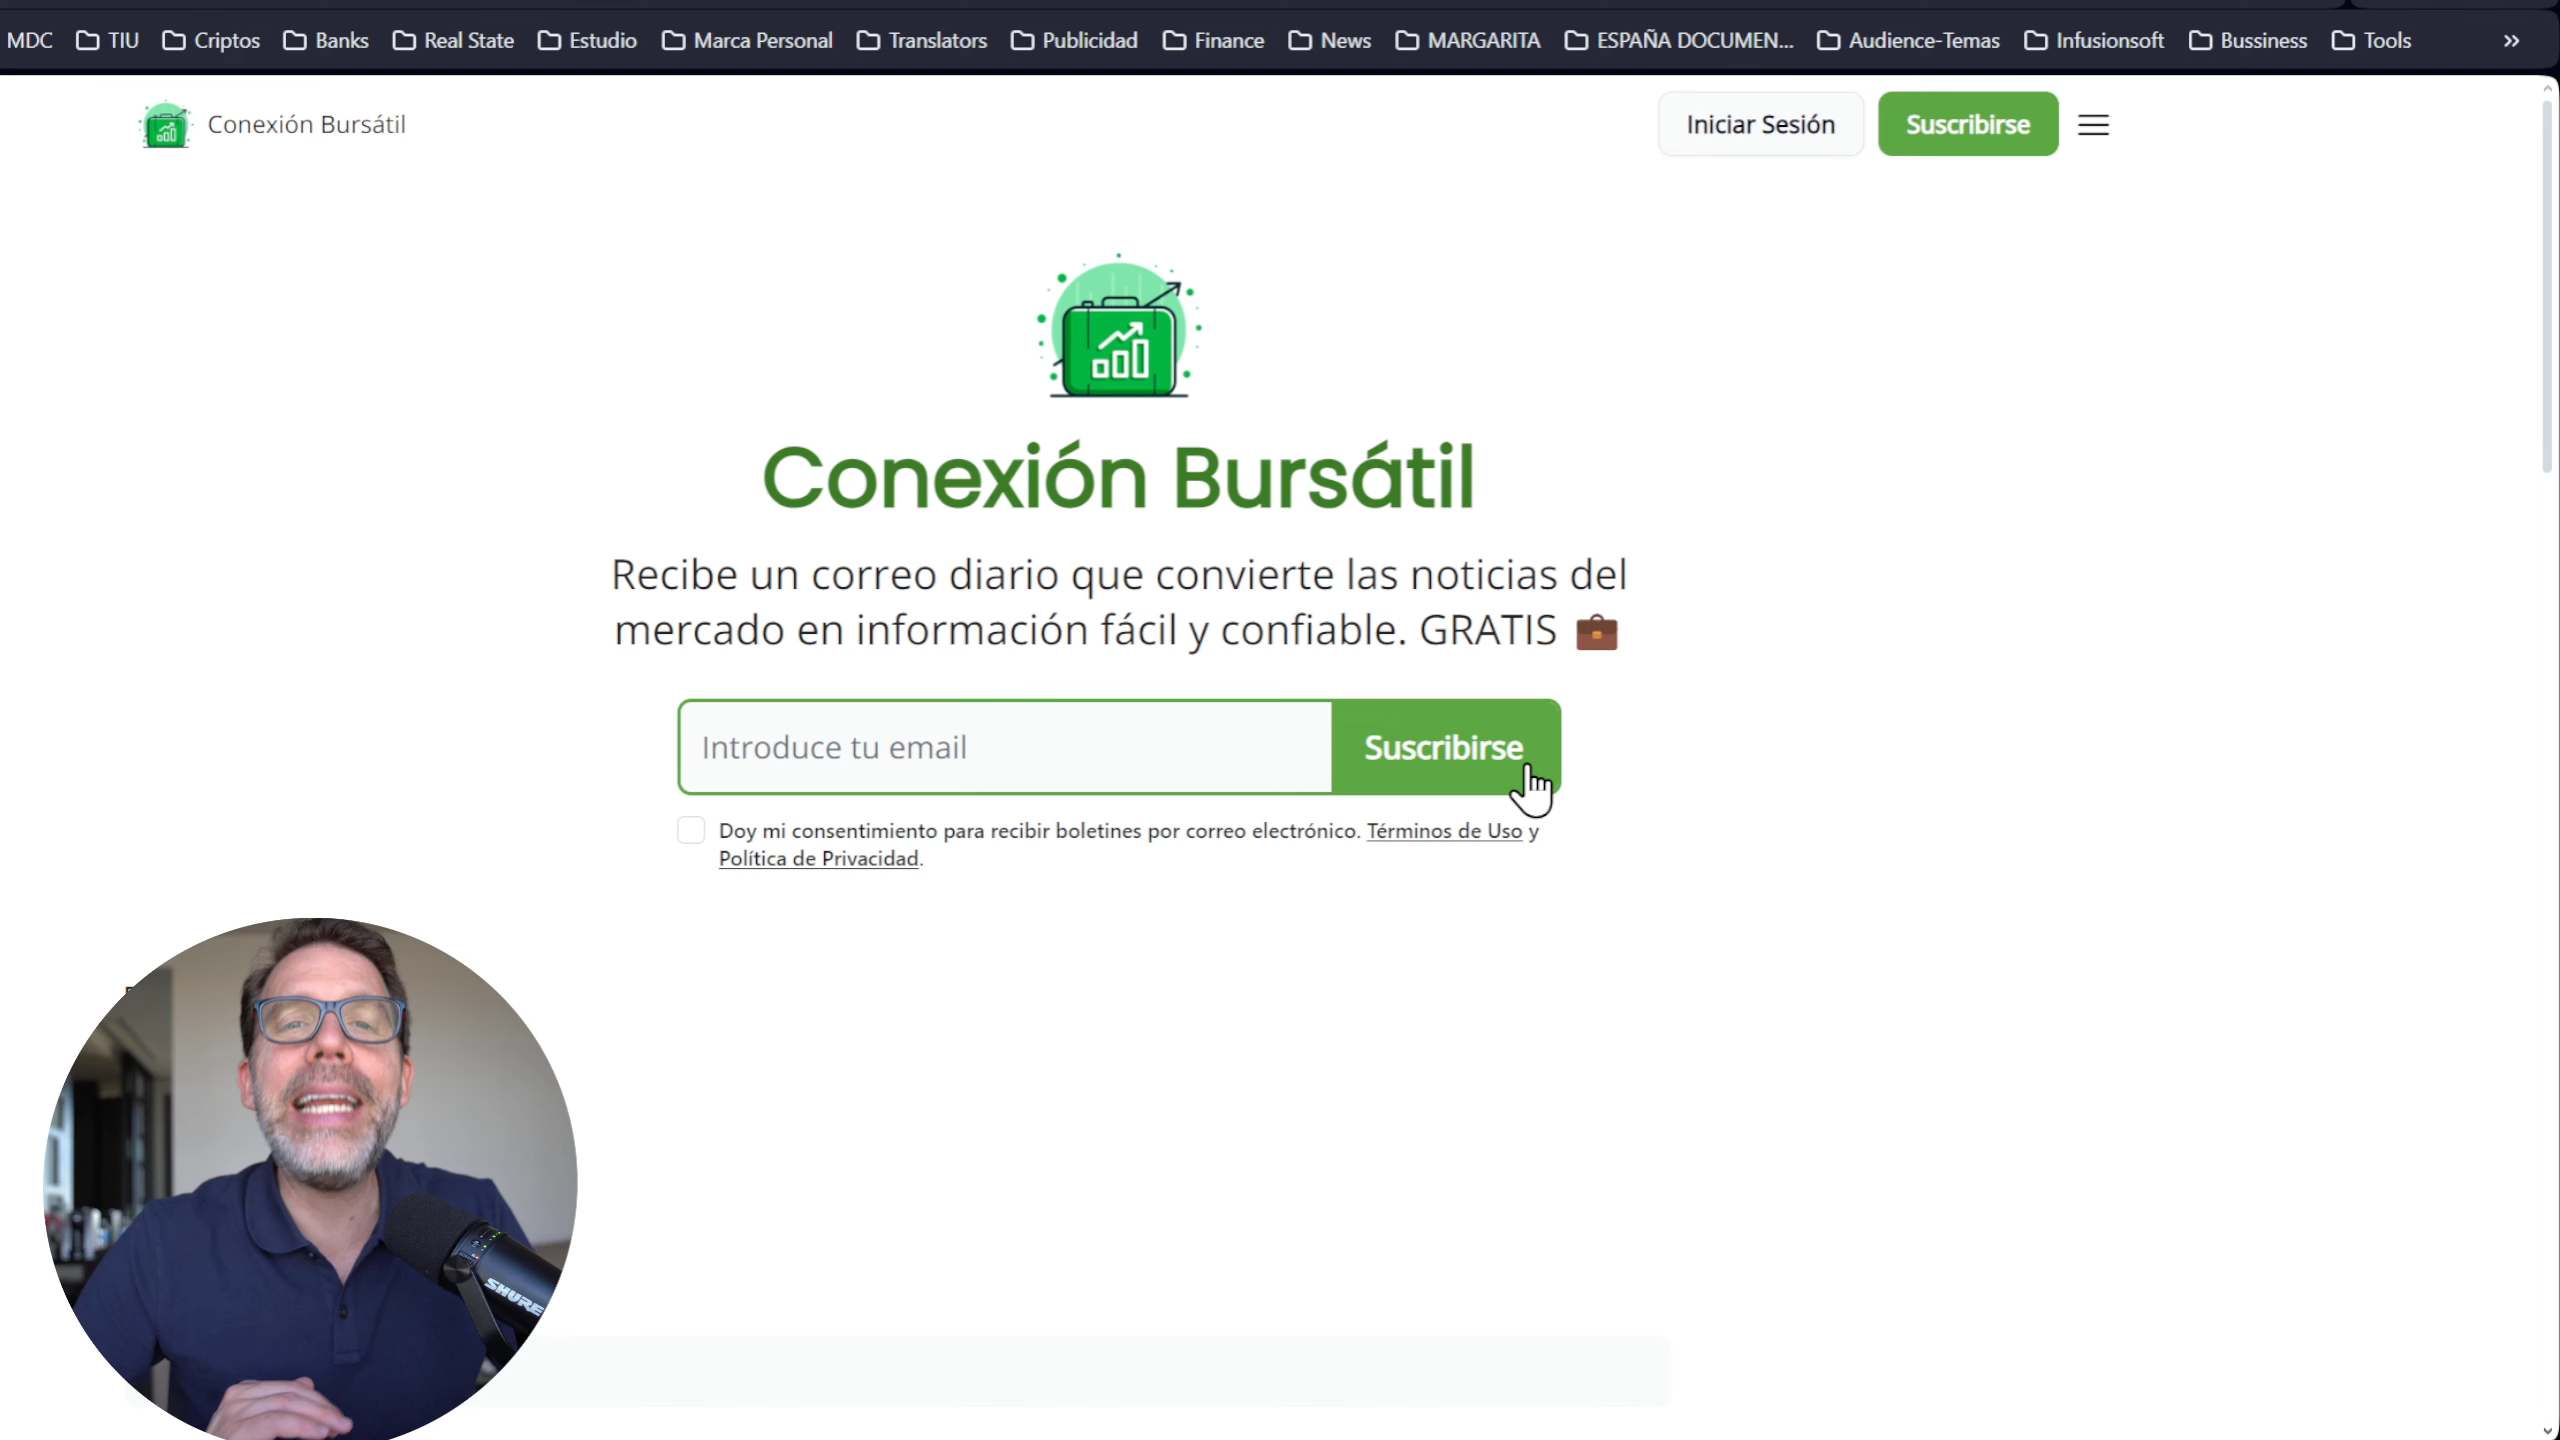 MDC TIU Criptos Banks Real State Estudio Marca Personal Translators Publicidad Finance News MARGARITA ESPAÑA DOCUMEN... Audience-Temas Infusionsoft Bussiness Tools »
Conexión Bursátil Iniciar Sesión Suscribirse
Conexión Bursátil
Recibe un correo diario que convierte las noticias del
mercado en información fácil y confiable. GRATIS 💼
Introduce tu email Suscribirse
Doy mi consentimiento para recibir boletines por correo electrónico. Términos de Uso y
Política de Privacidad.
SHURE